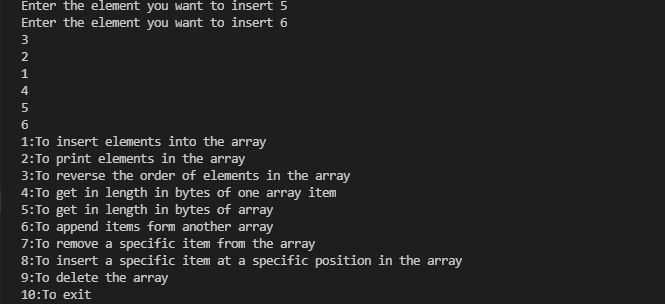 Enter the element you want to insert 5
Enter the element you want to insert 6
3
2
1
4
5
6
1:To insert elements into the array
2:To print elements in the array
3:To reverse the order of elements in the array
4:To get in length in bytes of one array item
5:To get in length in bytes of array
6:To append items form another array
7:To remove a specific item from the array
8:To insert a specific item at a specific position in the array
9:To delete the array
10:To exit